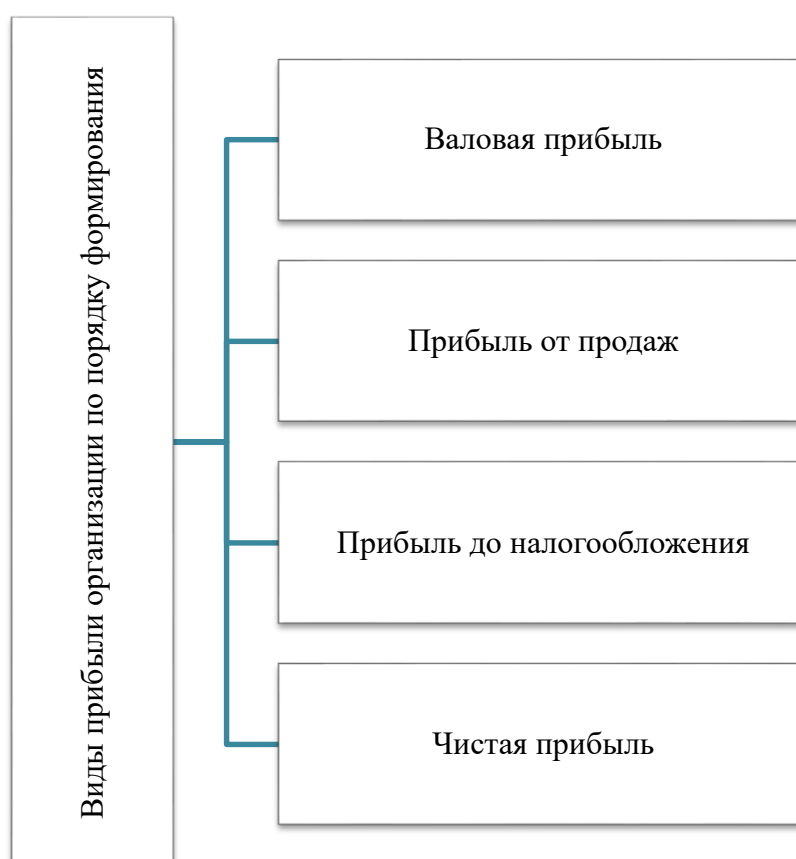 Виды прибыли организации по порядку формирования
Валовая прибыль
Прибыль от продаж
Прибыль до налогообложения
Чистая прибыль